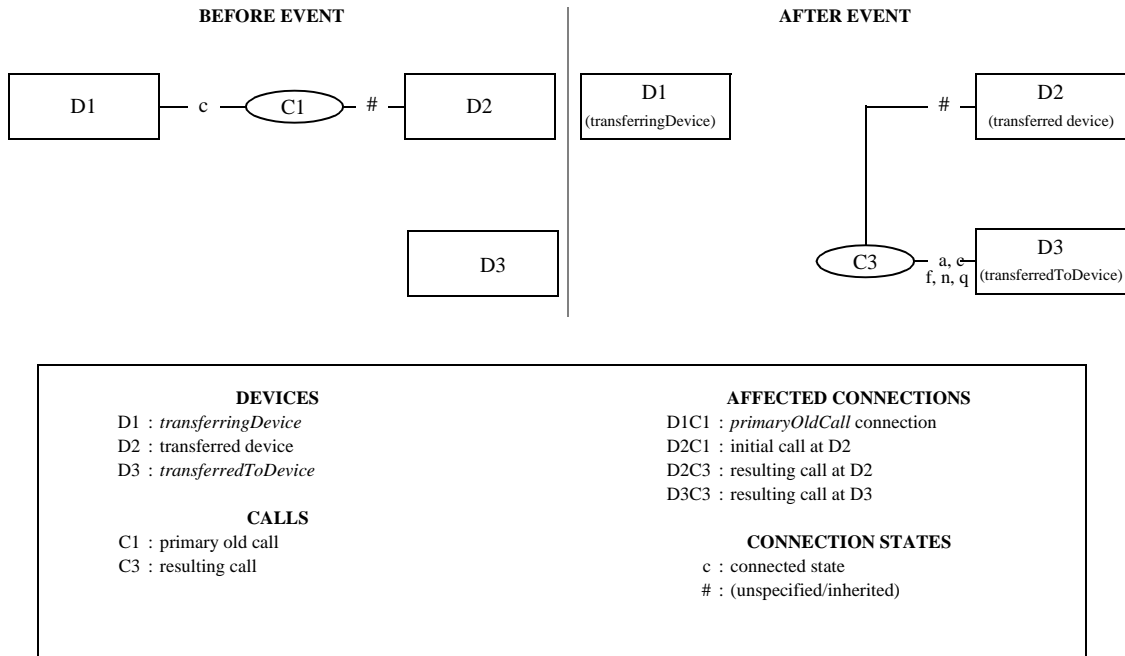 BEFORE EVENT
AFTER EVENT
D1
c
C1
#
D2
D3
D1
(transferringDevice)
#
D2
(transferred device)
C3
a, c
f, n, q
D3
(transferredToDevice)
DEVICES
D1 : transferringDevice
D2 : transferred device
D3 : transferredToDevice
CALLS
C1 : primary old call
C3 : resulting call
AFFECTED CONNECTIONS
D1C1 : primaryOldCall connection
D2C1 : initial call at D2
D2C3 : resulting call at D2
D3C3 : resulting call at D3
CONNECTION STATES
c : connected state
# : (unspecified/inherited)